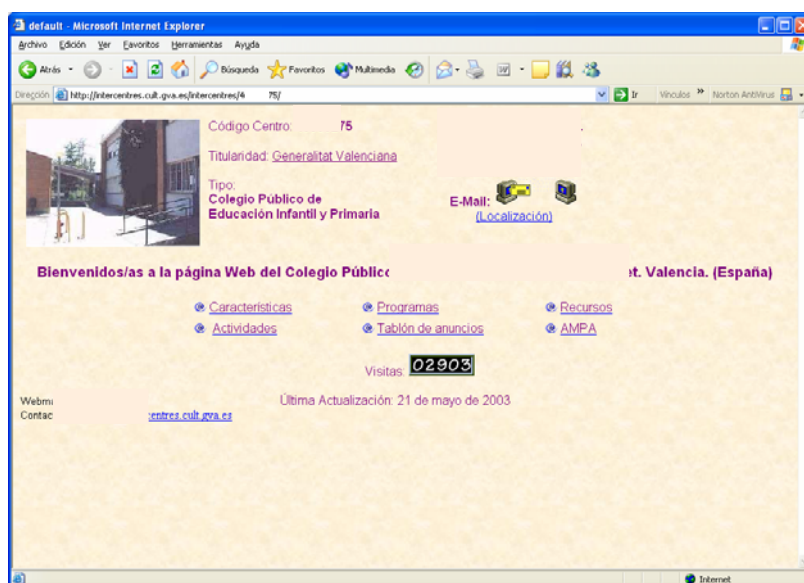 default - Microsoft Internet Explorer
Archivo Edición Ver Favoritos Herramientas Ayuda
Atrás Búsqueda Favoritos Multimedia
Dirección http://intercentres.cult.gva.es/intercentres/4 75/ Ir Vínculos » Norton AntiVirus
Código Centro: 75
Titularidad: Generalitat Valenciana
Tipo:
Colegio Público de
Educación Infantil y Primaria
E-Mail:
(Localización)
Bienvenidos/as a la página Web del Colegio Público et. Valencia. (España)
Características Programas Recursos
Actividades Tablón de anuncios AMPA
Visitas: 02903
Última Actualización: 21 de mayo de 2003
Webm
Contac entres.cult.gva.es
Internet